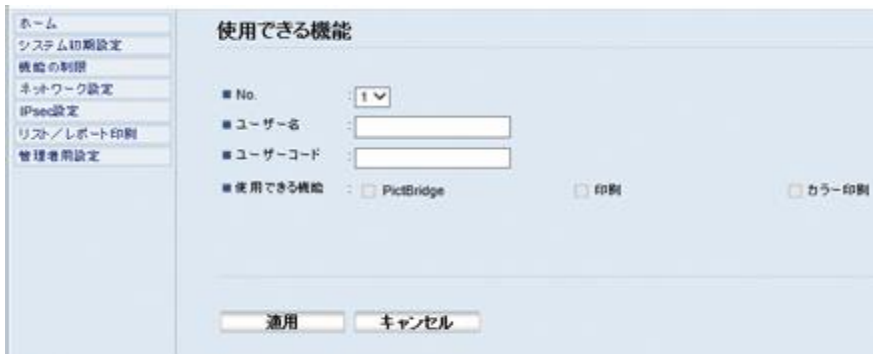 ホーム
システム初期設定
機能の制限
ネットワーク設定
IPsec設定
リスト／レポート印刷
管理者用設定
使用できる機能
■ No. : 1
■ ユーザー名 :
■ ユーザーコード :
■ 使用できる機能 : PictBridge 印刷 カラー印刷
適用 キャンセル